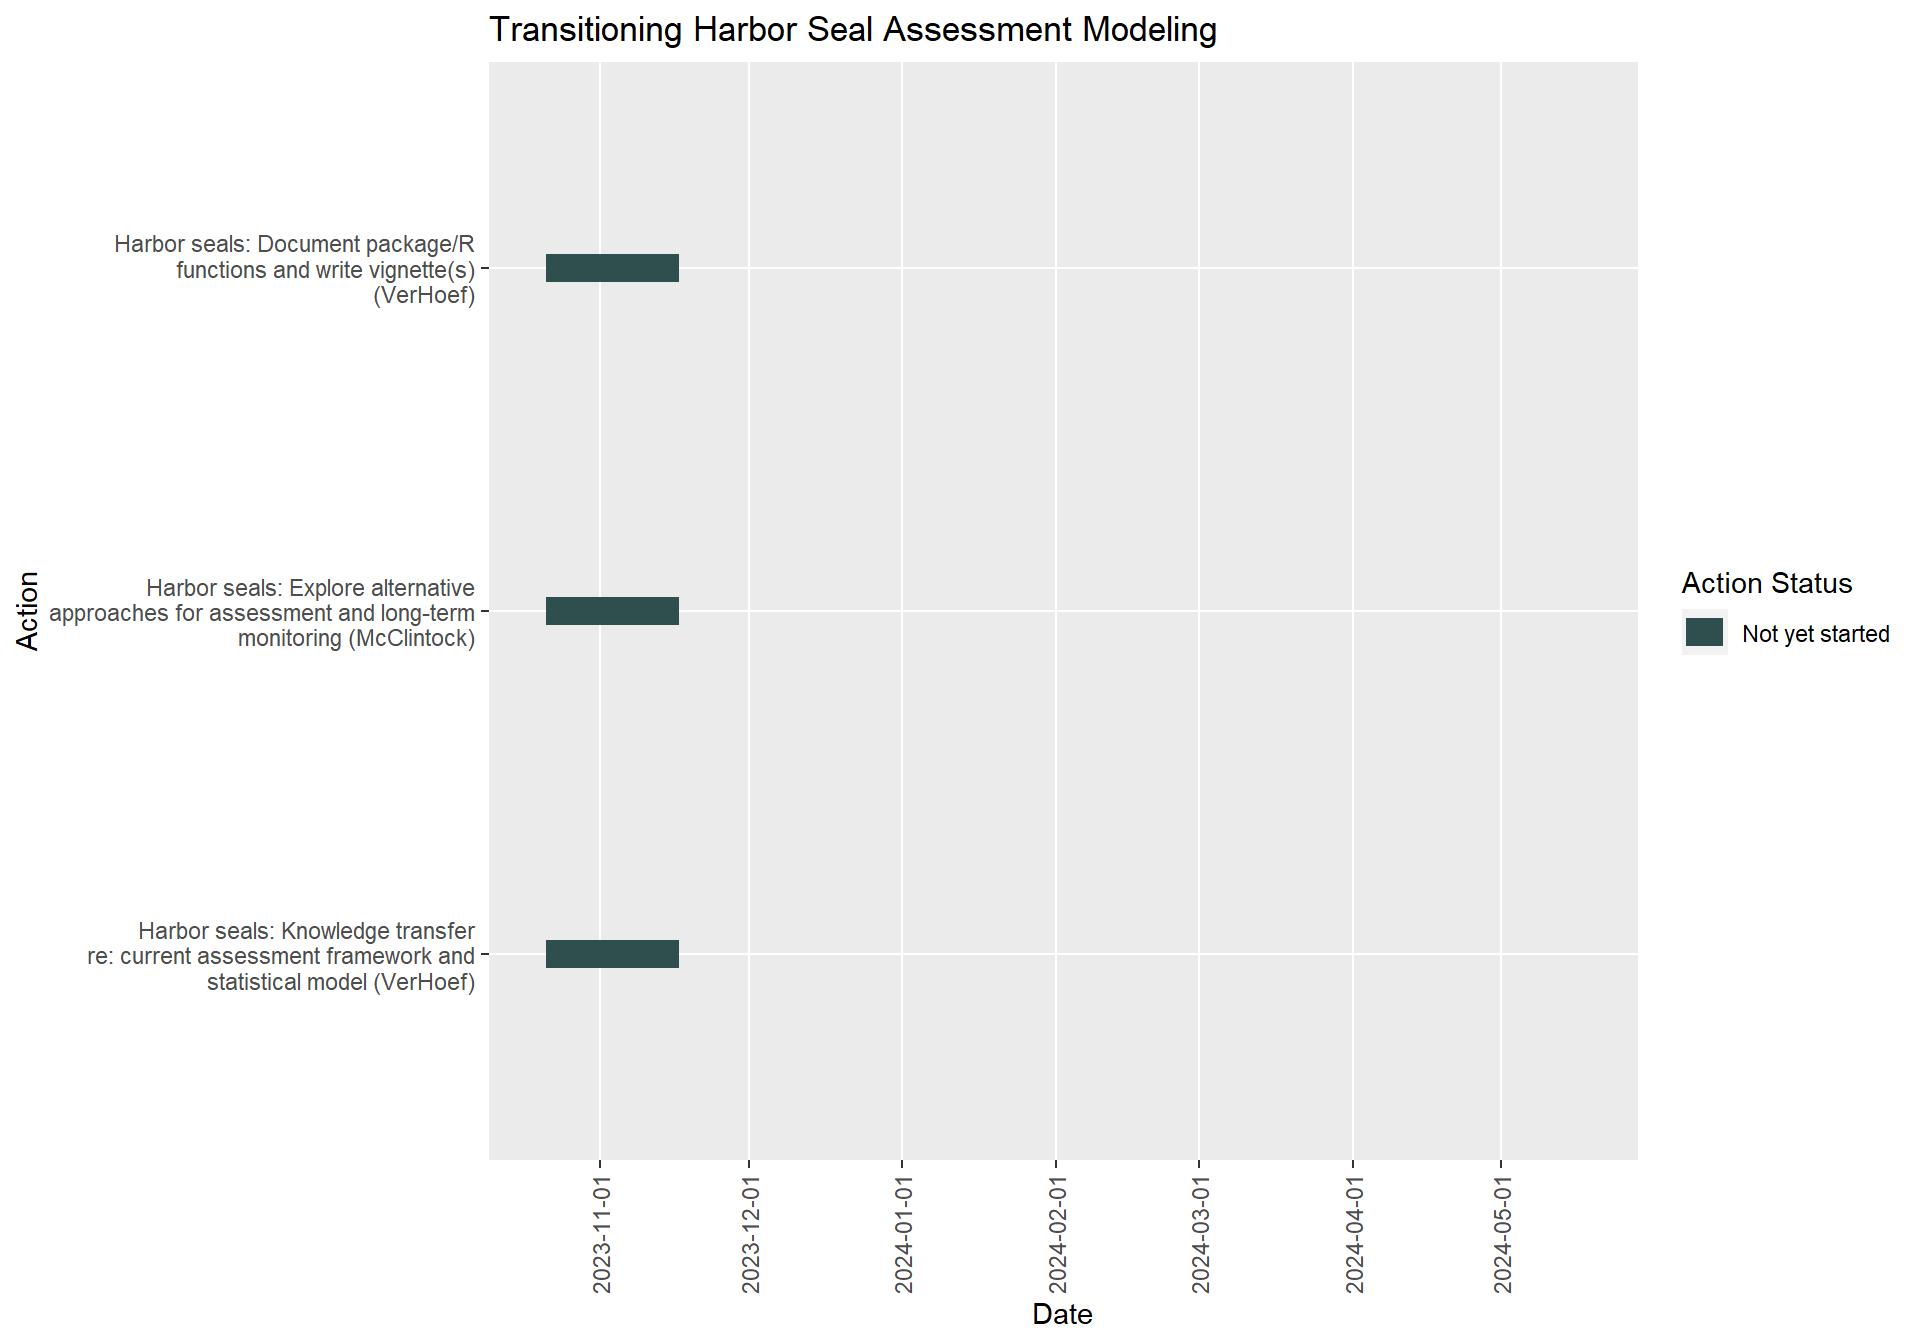 Transitioning Harbor Seal Assessment Modeling
Harbor seals: Document package/R
functions and write vignette(s)
(VerHoef)
Harbor seals: Explore alternative
approaches for assessment and long-term
monitoring (McClintock)
Harbor seals: Knowledge transfer
re: current assessment framework and
statistical model (VerHoef)
Action
2023-11-01
2023-12-01
2024-01-01
2024-02-01
2024-03-01
2024-04-01
2024-05-01
Date
Action Status
Not yet started